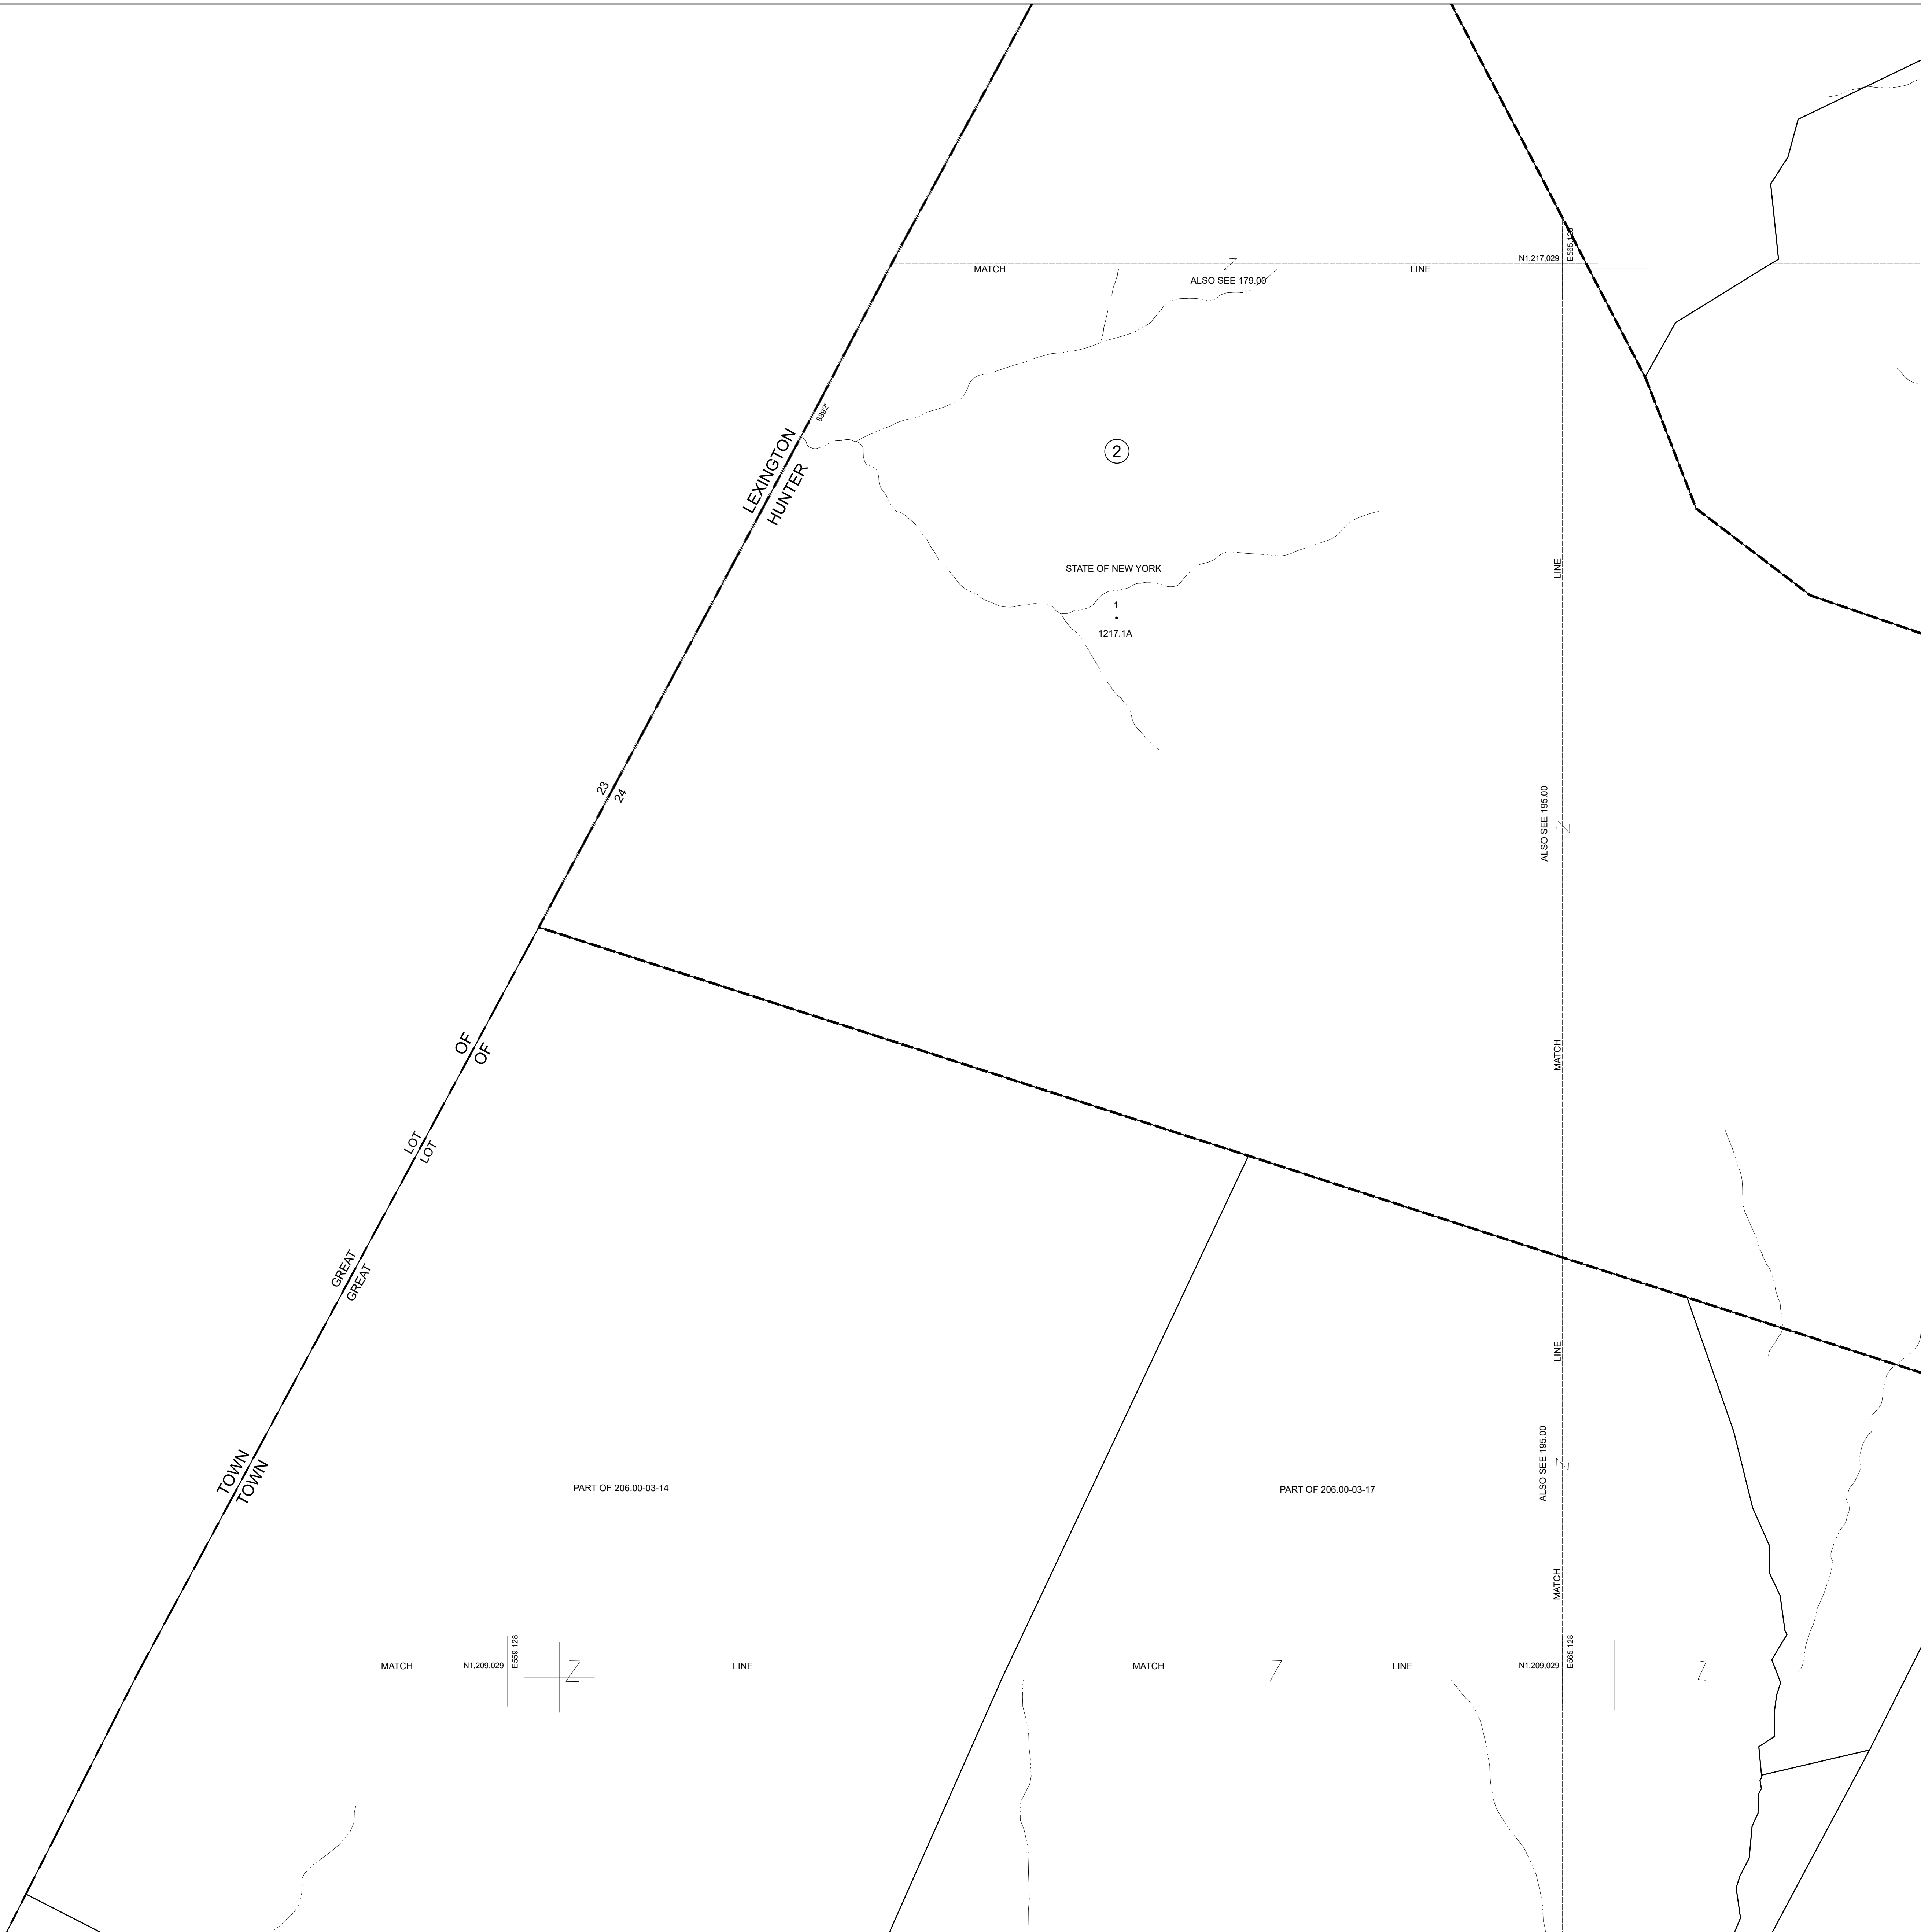 N1,217,029
E565,128
MATCH
LINE
ALSO SEE 179.00
8892'
LEXINGTON
HUNTER
2
STATE OF NEW YORK
1
1217.1A
LINE
23
24
ALSO SEE 195.00
OF
OF
MATCH
LOT
LOT
GREAT
GREAT
LINE
TOWN
TOWN
ALSO SEE 195.00
PART OF 206.00-03-14
PART OF 206.00-03-17
MATCH
MATCH
N1,209,029
E559,128
LINE
MATCH
LINE
N1,209,029
E565,128